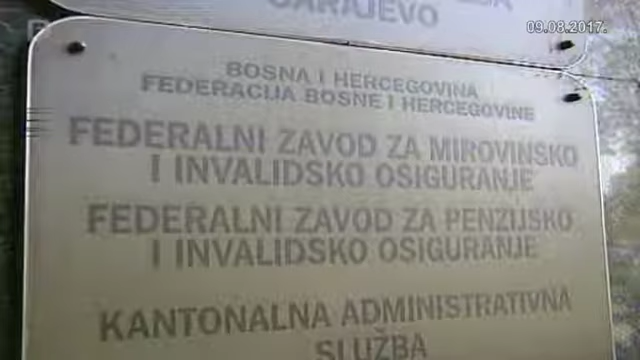 SARAJEVO
09.08.2017.
BOSNA I HERCEGOVINA
FEDERACIJA BOSNE I HERCEGOVINE
FEDERALNI ZAVOD ZA MIROVINSKO
I INVALIDSKO OSIGURANJE
FEDERALNI ZAVOD ZA PENZIJSKO
I INVALIDSKO OSIGURANJE
KANTONALNA ADMINISTRATIVNA
SLUŽBA